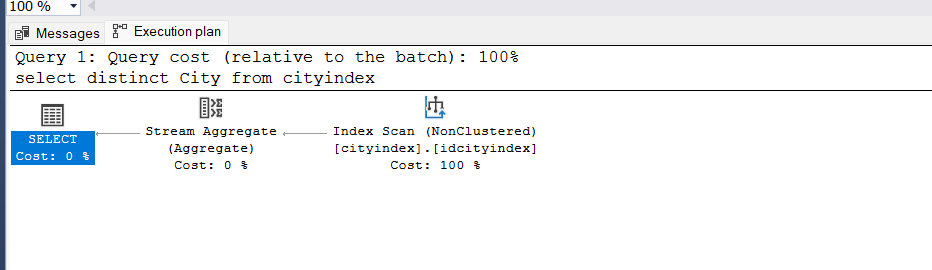 100 %
Messages
Execution plan
Query 1: Query cost (relative to the batch): 100%
select distinct City from cityindex
SELECT
Cost: 0 %
Stream Aggregate
(Aggregate)
Cost: 0 %
Index Scan (NonClustered)
[cityindex].[idcityindex]
Cost: 100 %